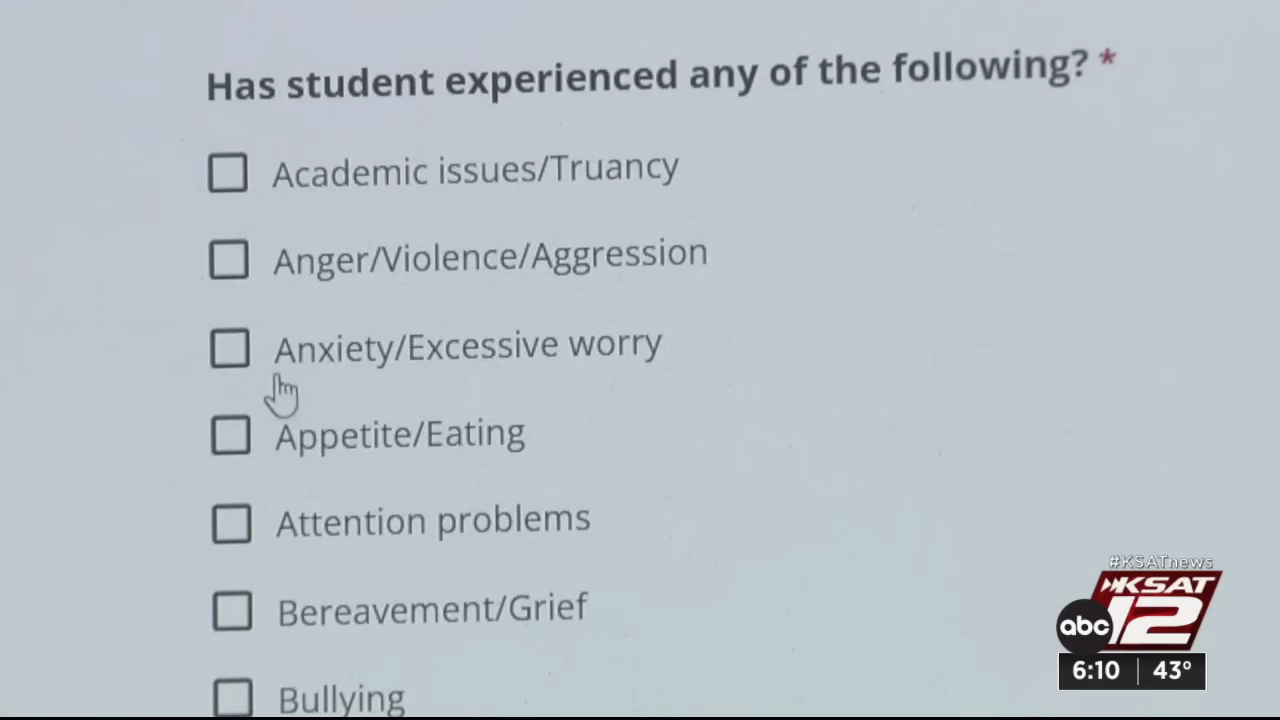 Has student experienced any of the following? *
Academic issues/Truancy
Anger/Violence/Aggression
Anxiety/Excessive worry
Appetite/Eating
Attention problems
Bereavement/Grief
Bullying
#KSATnews
KSAT
abc 12
6:10 43°